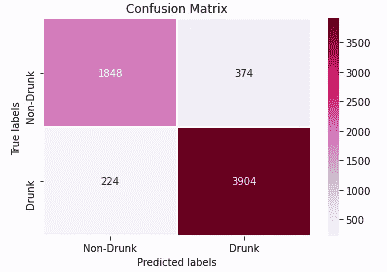 Confusion Matrix
True labels
Non-Drunk
Drunk
1848
374
224
3904
Non-Drunk
Drunk
Predicted labels
3500
3000
2500
2000
1500
1000
500